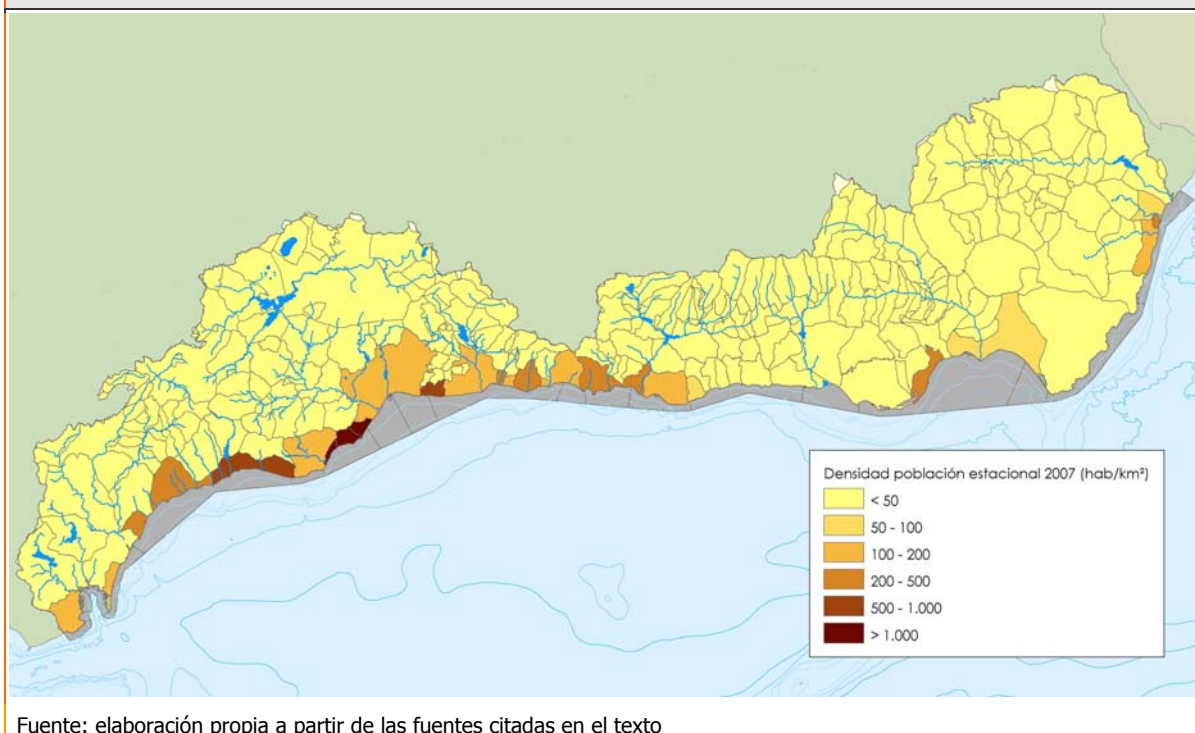 Densidad población estacional 2007 (hab/km²)
< 50
50 - 100
100 - 200
200 - 500
500 - 1.000
> 1.000
Fuente: elaboración propia a partir de las fuentes citadas en el texto